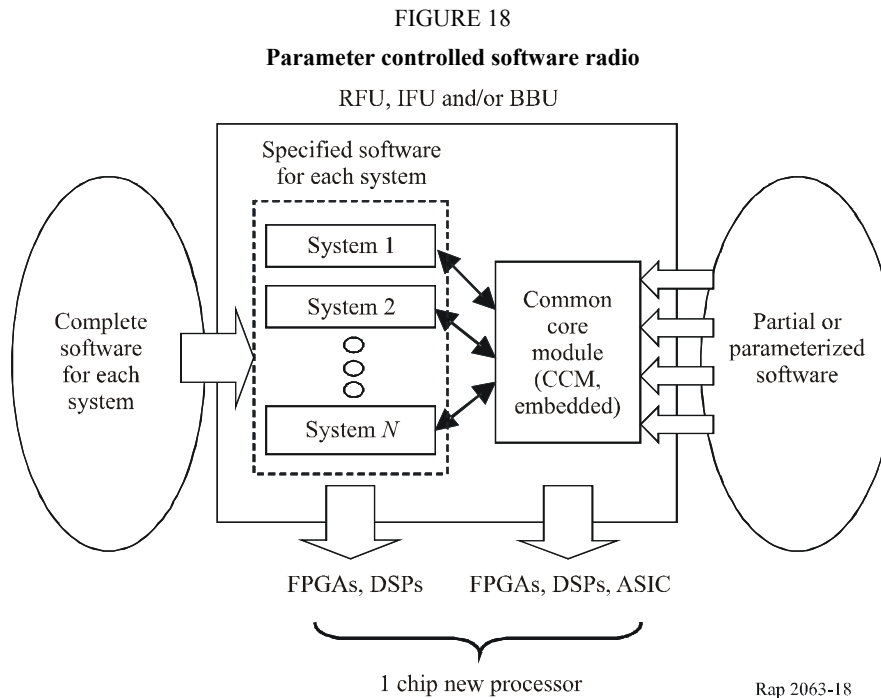 FIGURE 18
Parameter controlled software radio
RFU, IFU and/or BBU
Specified software
for each system
System 1
System 2
System N
Complete
software
for each
system
Common
core
module
(CCM,
embedded)
Partial or
parameterized
software
FPGAs, DSPs
FPGAs, DSPs, ASIC
1 chip new processor
Rap 2063-18